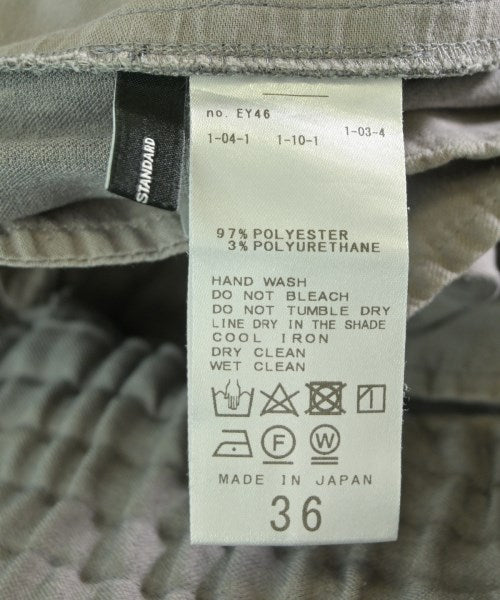 STANDARD
no. EY46
1-04-1 1-10-1 1-03-4
97% POLYESTER
3% POLYURETHANE
HAND WASH
DO NOT BLEACH
DO NOT TUMBLE DRY
LINE DRY IN THE SHADE
COOL IRON
DRY CLEAN
WET CLEAN
F W
MADE IN JAPAN
36